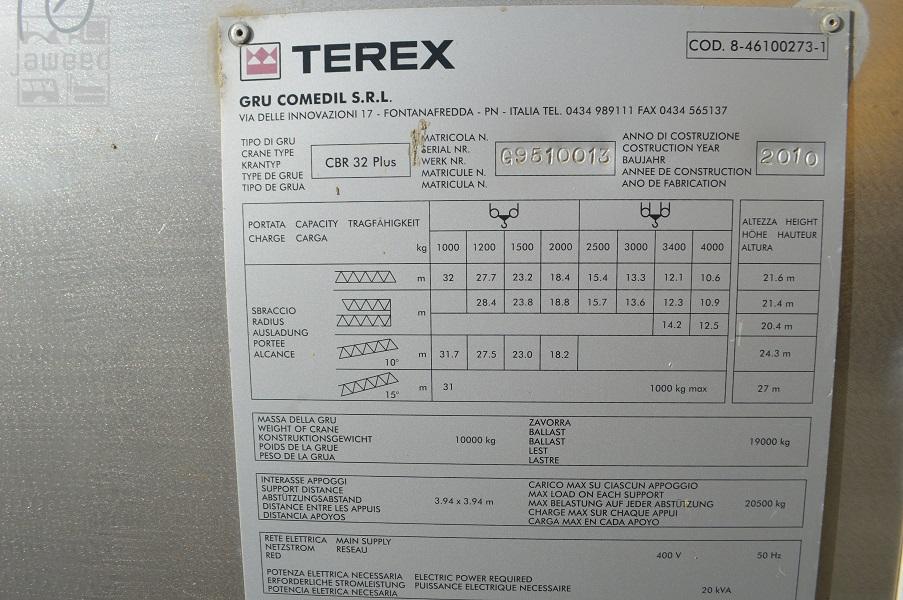 jaweed
TEREX
COD. 8-46100273-1
GRU COMEDIL S.R.L.
VIA DELLE INNOVAZIONI 17 - FONTANAFREDDA - PN - ITALIA TEL. 0434 989111 FAX 0434 565137
TIPO DI GRU
CRANE TYPE
KRANTYP
TYPE DE GRUE
TIPO DE GRUA
CBR 32 Plus
MATRICOLA N.
SERIAL NR.
WERK NR.
MATRICULE N.
MATRICULA N.
G9510013
ANNO DI COSTRUZIONE
COSTRUCTION YEAR
BAUJAHR
ANNEE DE CONSTRUCTION
ANO DE FABRICATION
2010
PORTATA CAPACITY TRAGFÄHIGKEIT
CHARGE CARGA
kg 1000 1200 1500 2000 2500 3000 3400 4000
ALTEZZA HEIGHT
HÖHE HAUTEUR
ALTURA
SBRACCIO
RADIUS
AUSLADUNG
PORTEE
ALCANCE
m 32 27.7 23.2 18.4 15.4 13.3 12.1 10.6 21.6 m
m 28.4 23.8 18.8 15.7 13.6 12.3 10.9 21.4 m
14.2 12.5 20.4 m
10° m 31.7 27.5 23.0 18.2 24.3 m
15° m 31 1000 kg max 27 m
MASSA DELLA GRU
WEIGHT OF CRANE
KONSTRUKTIONSGEWICHT
POIDS DE LA GRUE
PESO DE LA GRUA
10000 kg
ZAVORRA
BALLAST
BALLAST
LEST
LASTRE
19000 kg
INTERASSE APPOGGI
SUPPORT DISTANCE
ABSTÜTZUNGSABSTAND
DISTANCE ENTRE LES APPUIS
DISTANCIA APOYOS
3.94 x 3.94 m
CARICO MAX SU CIASCUN APPOGGIO
MAX LOAD ON EACH SUPPORT
MAX BELASTUNG AUF JEDER ABSTÜTZUNG
CHARGE MAX SUR CHAQUE APPUI
CARGA MAX EN CADA APOYO
20500 kg
RETE ELETTRICA MAIN SUPPLY
NETZSTROM RESEAU
RED
400 V 50 Hz
POTENZA ELETTRICA NECESSARIA ELECTRIC POWER REQUIRED
ERFORDERLICHE STROMLEISTUNG PUISSANCE ELECTRIQUE NECESSAIRE
POTENCIA ELETTRICA NECESSARIA
20 kVA